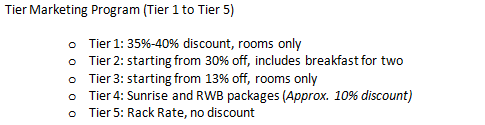 Tier Marketing Program (Tier 1 to Tier 5)
o Tier 1: 35%-40% discount, rooms only
o Tier 2: starting from 30% off, includes breakfast for two
o Tier 3: starting from 13% off, rooms only
o Tier 4: Sunrise and RWB packages (Approx. 10% discount)
o Tier 5: Rack Rate, no discount